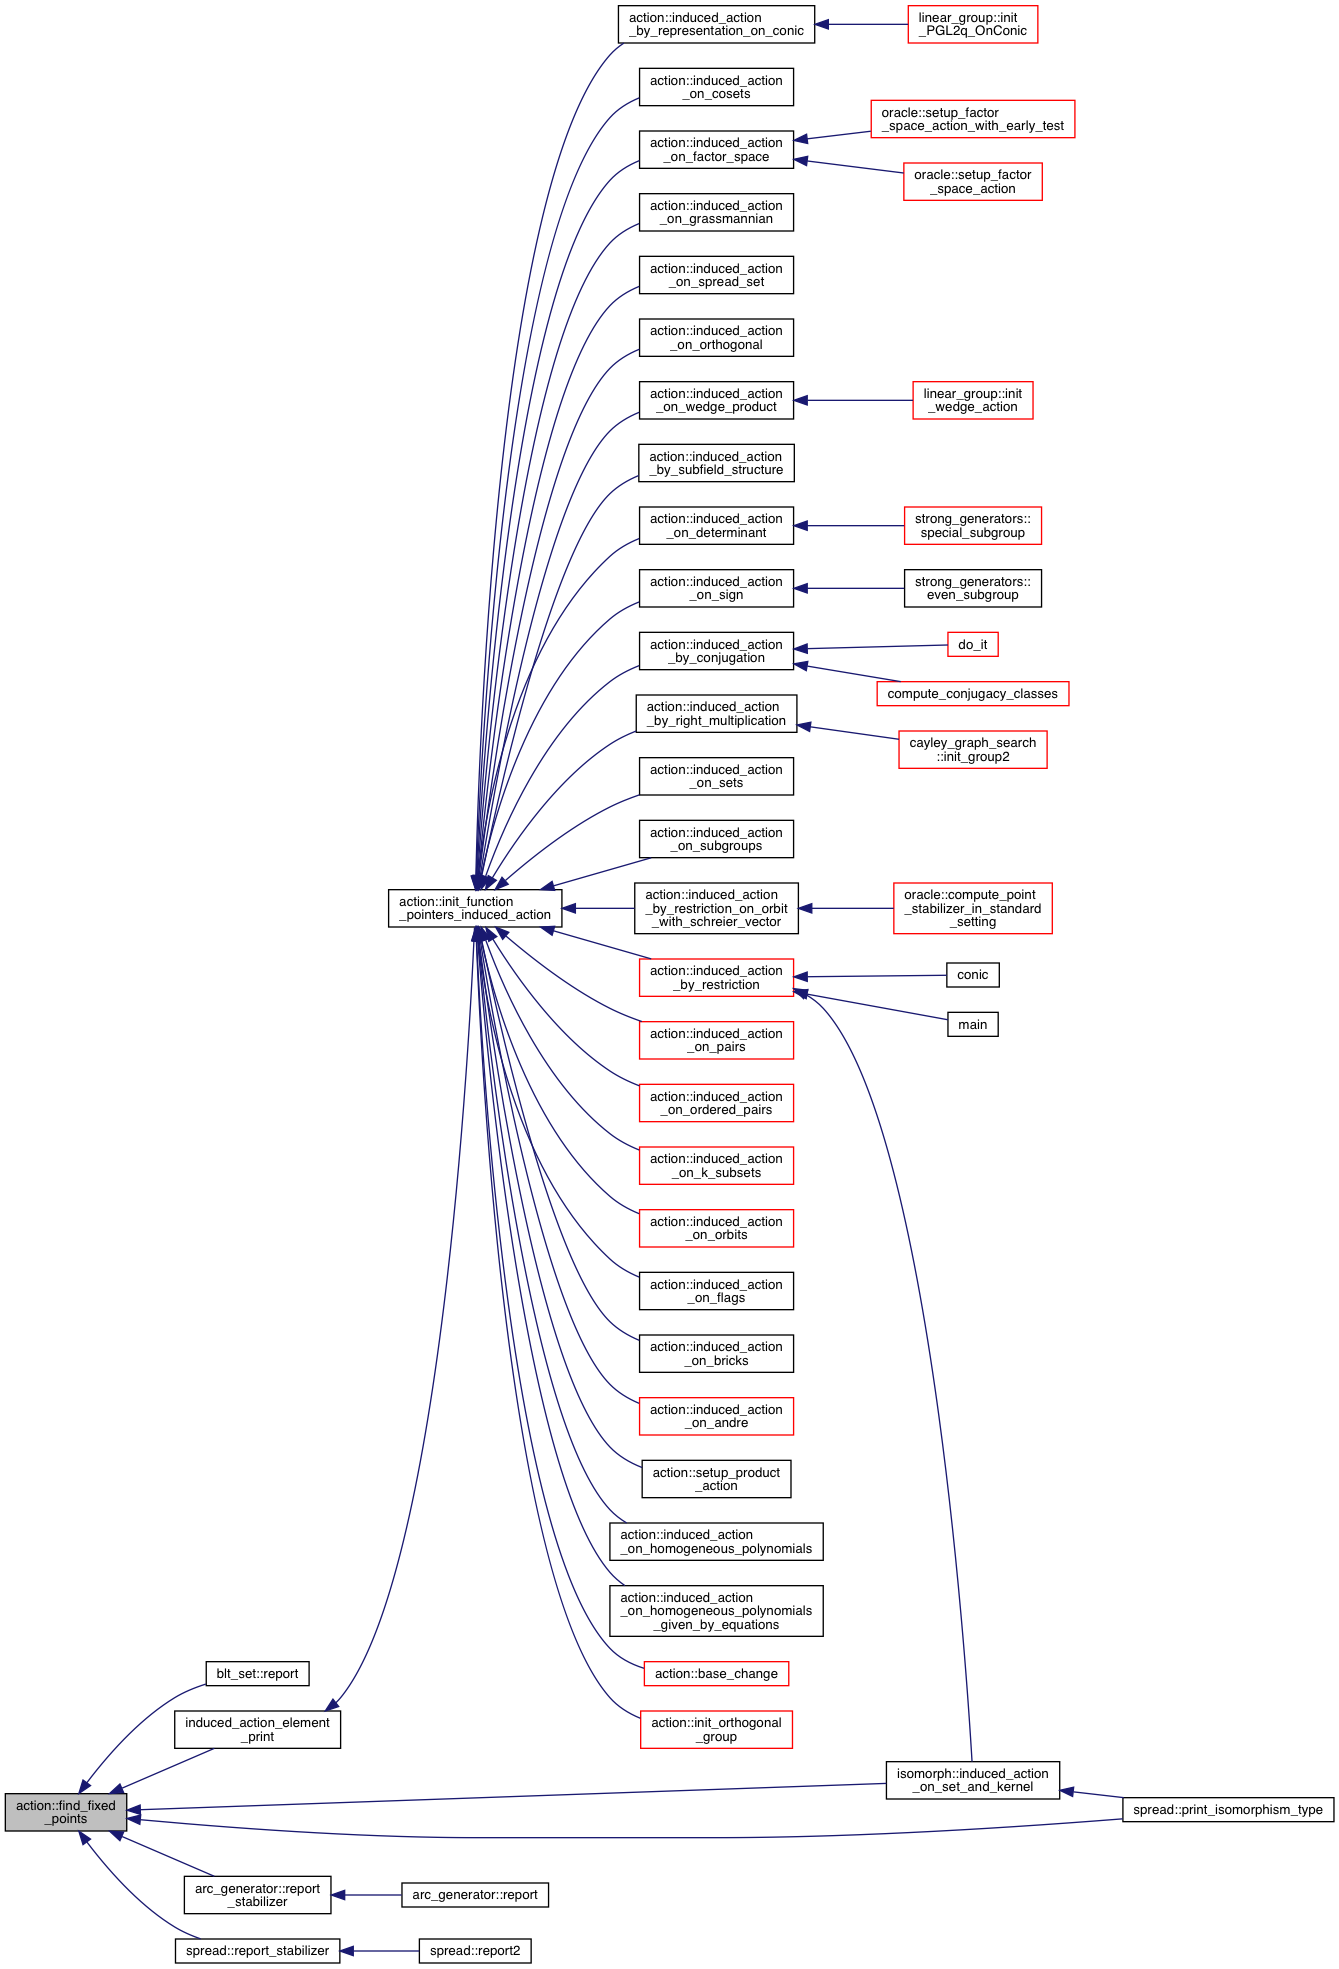 action::induced_action
_by_representation_on_conic
linear_group::init
_PGL2q_OnConic
action::induced_action
_on_cosets
oracle::setup_factor
_space_action_with_early_test
action::induced_action
_on_factor_space
oracle::setup_factor
_space_action
action::induced_action
_on_grassmannian
action::induced_action
_on_spread_set
action::induced_action
_on_orthogonal
action::induced_action
_on_wedge_product
linear_group::init
_wedge_action
action::induced_action
_by_subfield_structure
action::induced_action
_on_determinant
strong_generators::
special_subgroup
action::induced_action
_on_sign
strong_generators::
even_subgroup
action::induced_action
_by_conjugation
do_it
compute_conjugacy_classes
action::induced_action
_by_right_multiplication
cayley_graph_search
::init_group2
action::induced_action
_on_sets
action::induced_action
_on_subgroups
action::init_function
_pointers_induced_action
action::induced_action
_by_restriction_on_orbit
_with_schreier_vector
oracle::compute_point
_stabilizer_in_standard
_setting
action::induced_action
_by_restriction
conic
main
action::induced_action
_on_pairs
action::induced_action
_on_ordered_pairs
action::induced_action
_on_k_subsets
action::induced_action
_on_orbits
action::induced_action
_on_flags
action::induced_action
_on_bricks
action::induced_action
_on_andre
action::setup_product
_action
action::induced_action
_on_homogeneous_polynomials
action::induced_action
_on_homogeneous_polynomials
_given_by_equations
blt_set::report
action::base_change
induced_action_element
_print
action::init_orthogonal
_group
isomorph::induced_action
_on_set_and_kernel
action::find_fixed
_points
spread::print_isomorphism_type
arc_generator::report
_stabilizer
arc_generator::report
spread::report_stabilizer
spread::report2